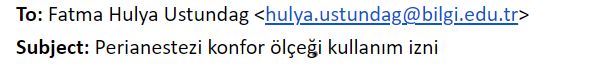 To: Fatma Hulya Ustundag <hulya.ustundag@bilgi.edu.tr>
Subject: Perianestezi konfor ölçeği kullanım izni